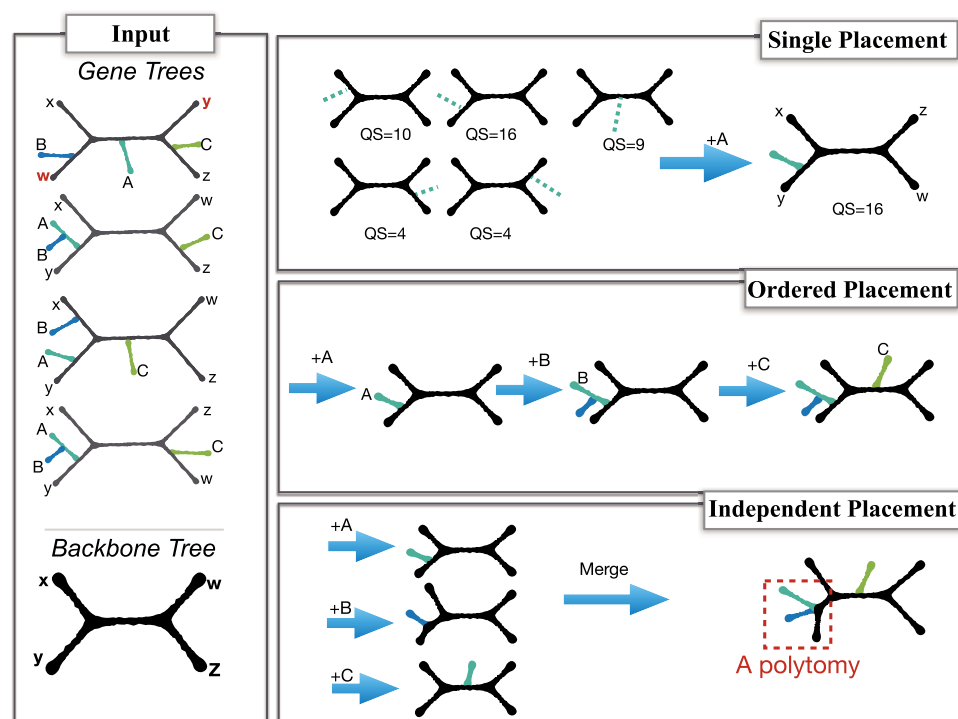 Input
Gene Trees
x
y
B
C
w
A
z
x
w
A
C
B
y
z
x
w
B
A
C
y
z
x
z
A
C
B
y
w
Backbone Tree
x
w
y
Z
Single Placement
QS=10
QS=16
QS=9
QS=4
QS=4
+A
x
z
y
w
QS=16
Ordered Placement
+A
A
+B
B
+C
C
Independent Placement
+A
+B
+C
Merge
A polytomy